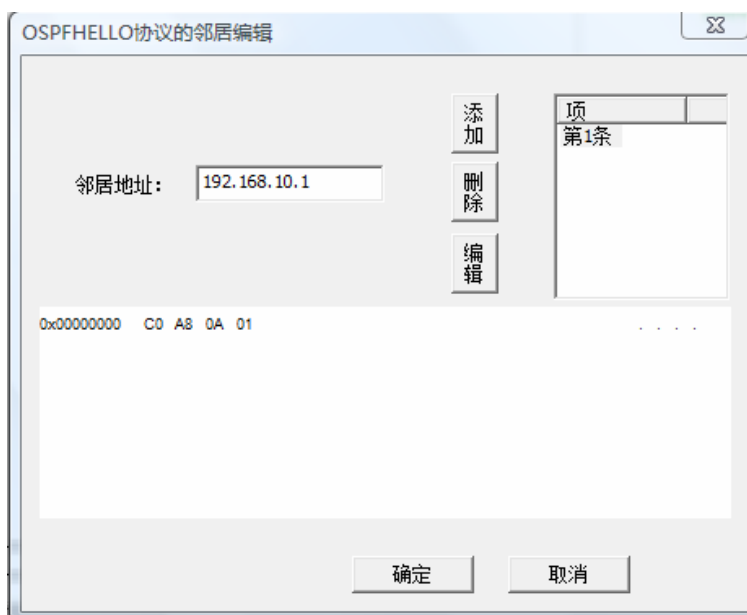 OSPFHELLO协议的邻居编辑
添加
项
第1条
邻居地址：
192.168.10.1
删除
编辑
0x00000000 C0 A8 0A 01 . . . .
确定
取消